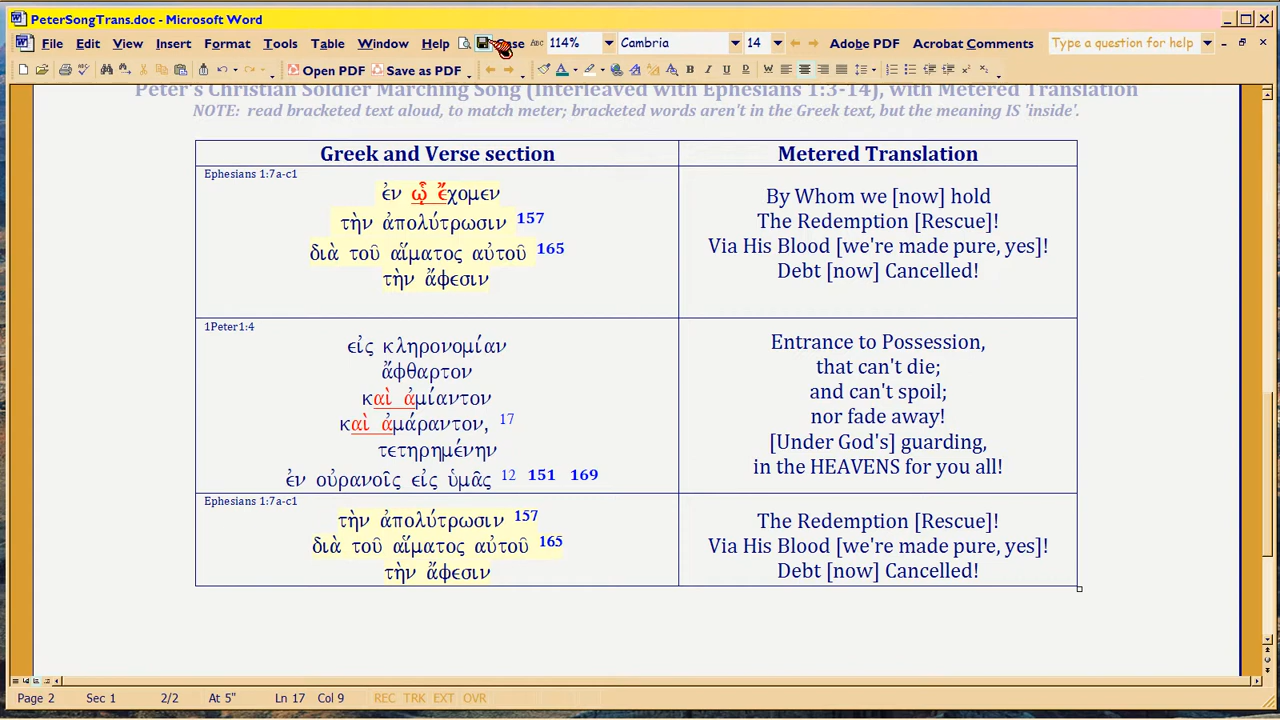 PeterSongTrans.doc - Microsoft Word
File Edit View Insert Format Tools Table Window Help 114% Cambria 14 Adobe PDF Acrobat Comments Type a question for help
Open PDF Save as PDF
Peter's Christian Soldier Marching Song (Interleaved with Ephesians 1:3-14), with Metered Translation
NOTE: read bracketed text aloud, to match meter; bracketed words aren't in the Greek text, but the meaning IS 'inside'.
Greek and Verse section
Metered Translation
Ephesians 1:7a-c1
ἐν ᾧ ἔχομεν
τὴν ἀπολύτρωσιν 157
διὰ τοῦ αἵματος αὐτοῦ 165
τὴν ἄφεσιν
By Whom we [now] hold
The Redemption [Rescue]!
Via His Blood [we're made pure, yes]!
Debt [now] Cancelled!
1Peter1:4
εἰς κληρονομίαν
ἄφθαρτον
καὶ ἀμίαντον
καὶ ἀμάραντον, 17
τετηρημένην
ἐν οὐρανοῖς εἰς ὑμᾶς 12 151 169
Entrance to Possession,
that can't die;
and can't spoil;
nor fade away!
[Under God's] guarding,
in the HEAVENS for you all!
Ephesians 1:7a-c1
τὴν ἀπολύτρωσιν 157
διὰ τοῦ αἵματος αὐτοῦ 165
τὴν ἄφεσιν
The Redemption [Rescue]!
Via His Blood [we're made pure, yes]!
Debt [now] Cancelled!
Page 2 Sec 1 2/2 At 5" Ln 17 Col 9 REC TRK EXT OVR